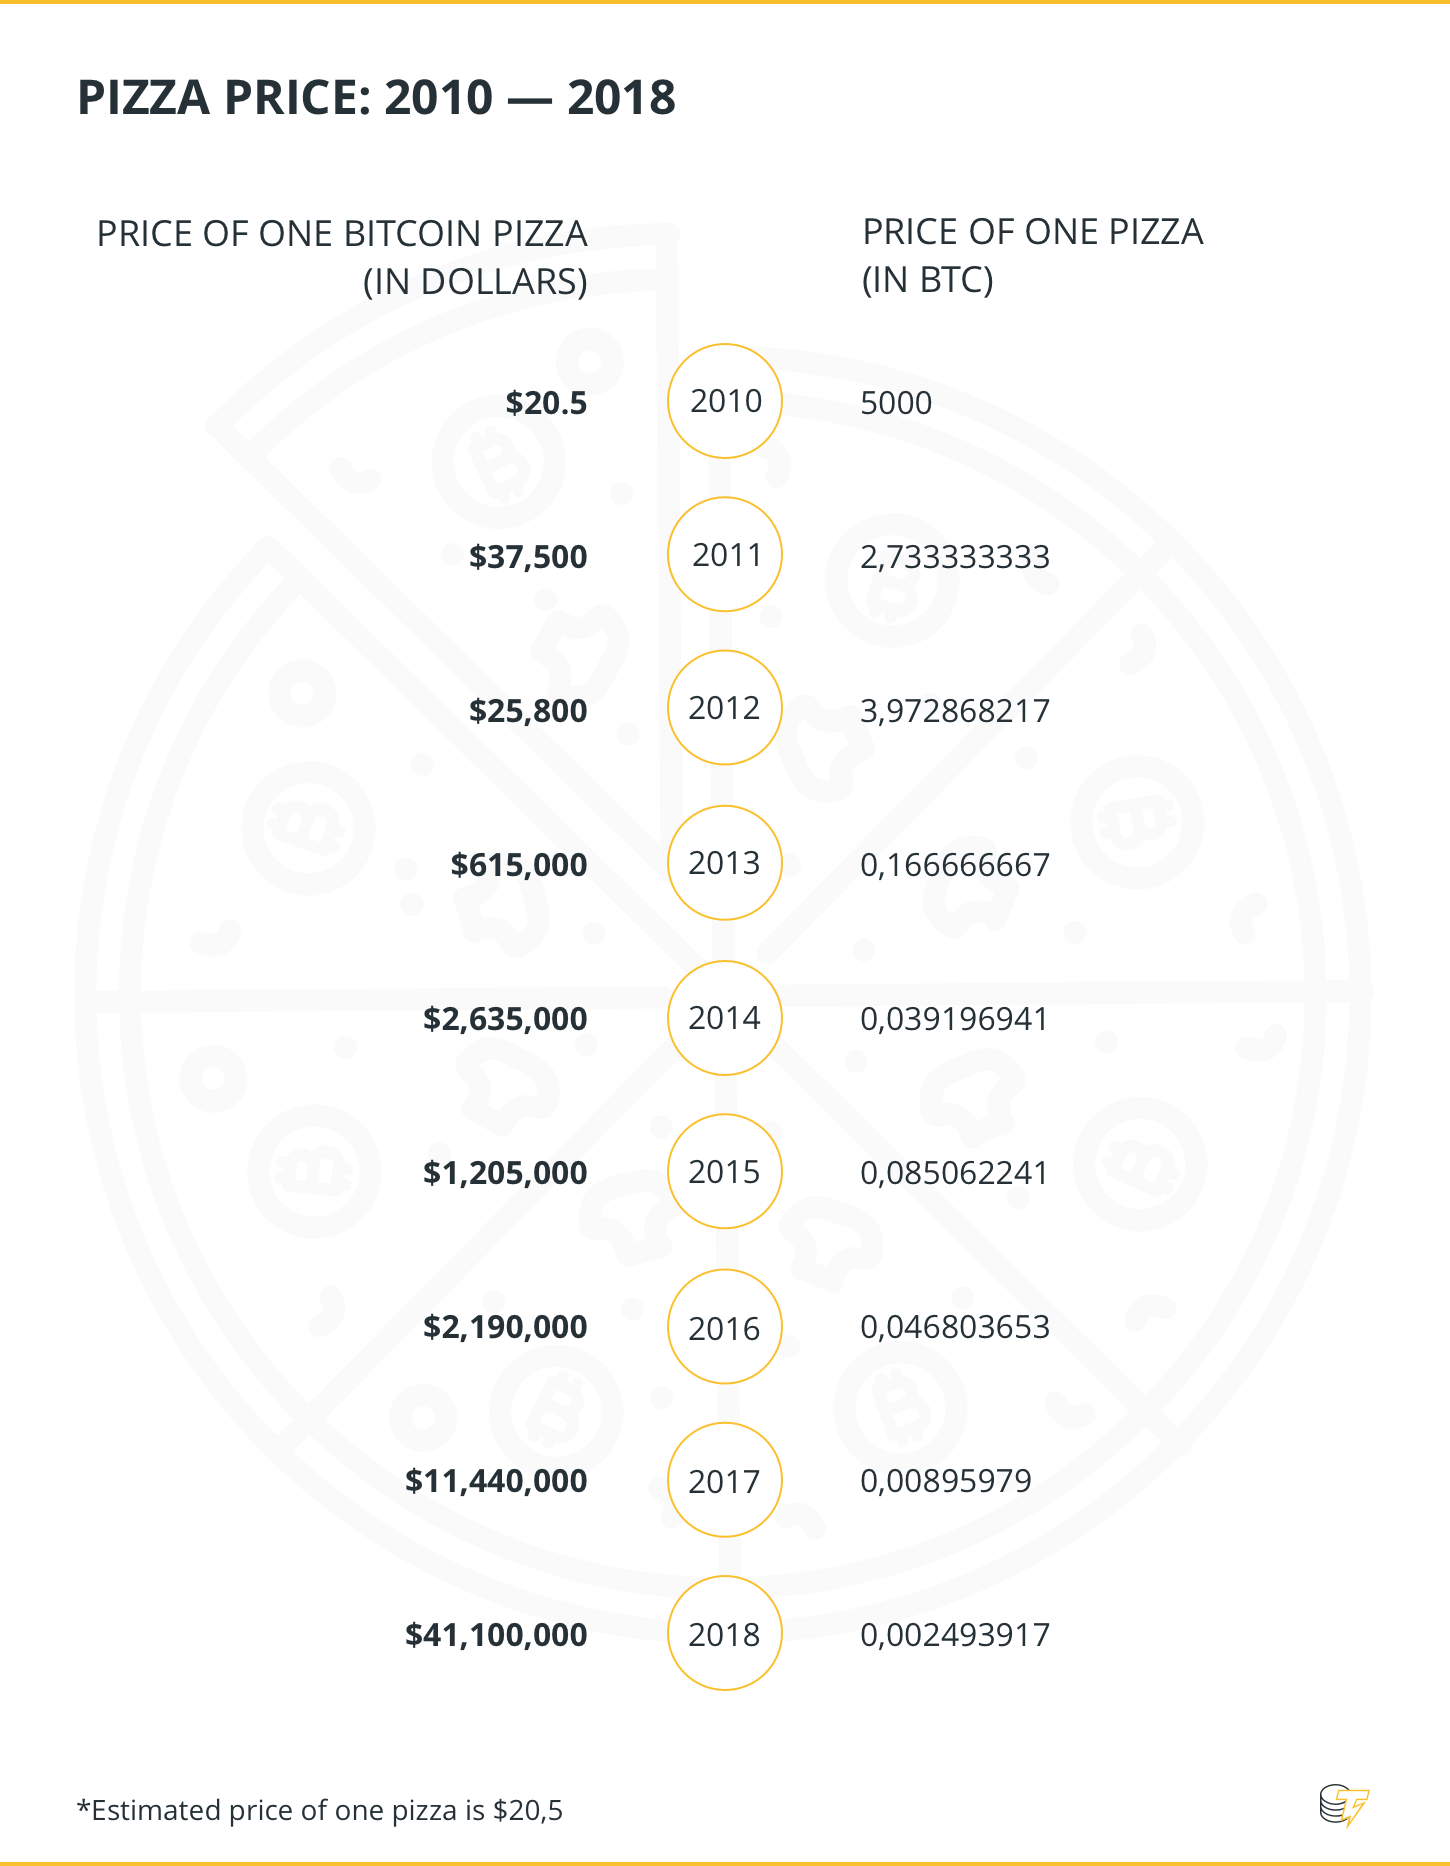 PIZZA PRICE: 2010 — 2018
PRICE OF ONE BITCOIN PIZZA
(IN DOLLARS)
PRICE OF ONE PIZZA
(IN BTC)
$20.5 2010 5000
$37,500 2011 2,733333333
$25,800 2012 3,972868217
$615,000 2013 0,166666667
$2,635,000 2014 0,039196941
$1,205,000 2015 0,085062241
$2,190,000 2016 0,046803653
$11,440,000 2017 0,00895979
$41,100,000 2018 0,002493917
*Estimated price of one pizza is $20,5